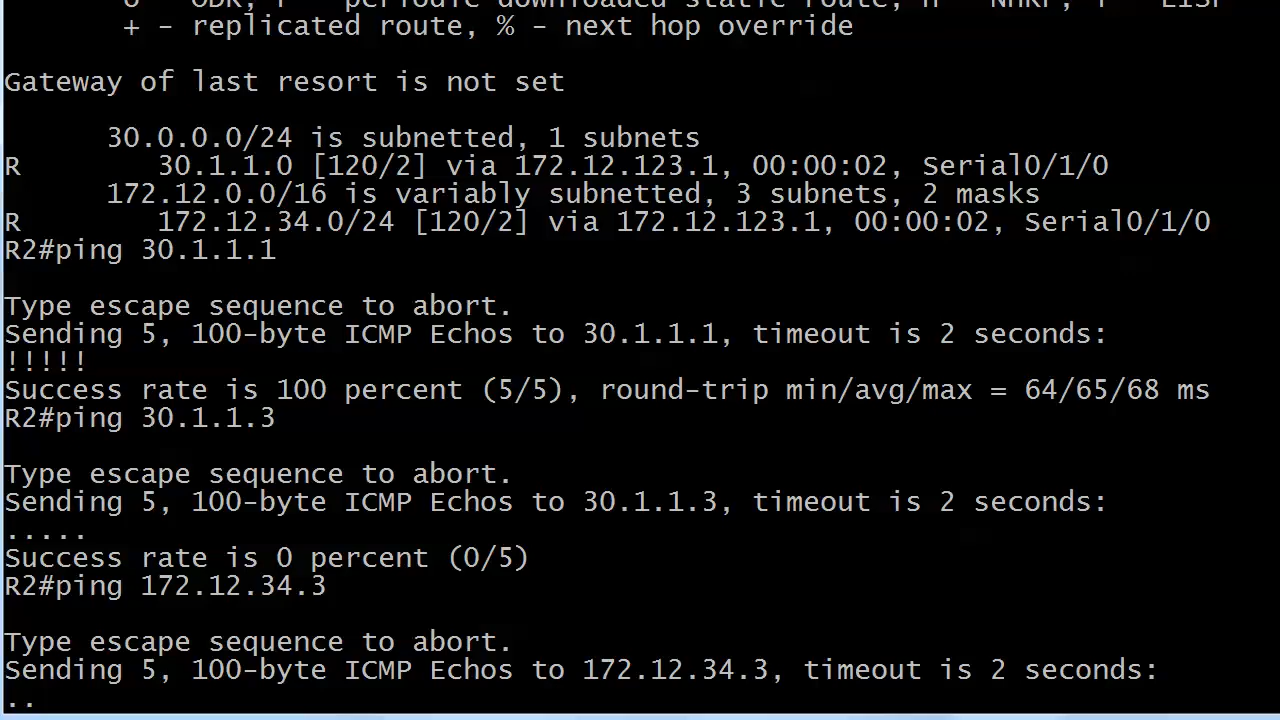 + - replicated route, % - next hop override
Gateway of last resort is not set
30.0.0.0/24 is subnetted, 1 subnets
R 30.1.1.0 [120/2] via 172.12.123.1, 00:00:02, Serial0/1/0
172.12.0.0/16 is variably subnetted, 3 subnets, 2 masks
R 172.12.34.0/24 [120/2] via 172.12.123.1, 00:00:02, Serial0/1/0
R2#ping 30.1.1.1
Type escape sequence to abort.
Sending 5, 100-byte ICMP Echos to 30.1.1.1, timeout is 2 seconds:
!!!!!
Success rate is 100 percent (5/5), round-trip min/avg/max = 64/65/68 ms
R2#ping 30.1.1.3
Type escape sequence to abort.
Sending 5, 100-byte ICMP Echos to 30.1.1.3, timeout is 2 seconds:
.....
Success rate is 0 percent (0/5)
R2#ping 172.12.34.3
Type escape sequence to abort.
Sending 5, 100-byte ICMP Echos to 172.12.34.3, timeout is 2 seconds:
..